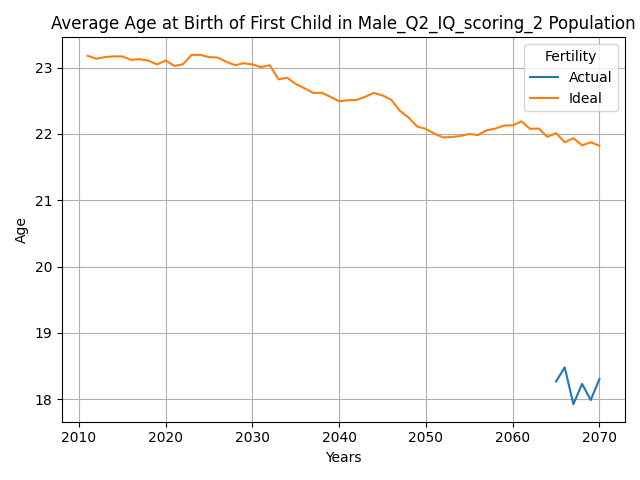 Average Age at Birth of First Child in Male_Q2_IQ_scoring_2 Population
Fertility
Actual
Ideal
Age
23
22
21
20
19
18
2010 2020 2030 2040 2050 2060 2070
Years